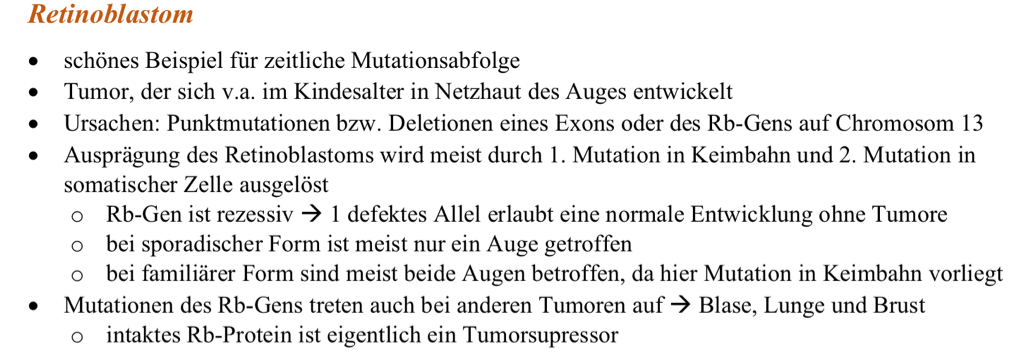 Retinoblastom
• schönes Beispiel für zeitliche Mutationsabfolge
• Tumor, der sich v.a. im Kindesalter in Netzhaut des Auges entwickelt
• Ursachen: Punktmutationen bzw. Deletionen eines Exons oder des Rb-Gens auf Chromosom 13
• Ausprägung des Retinoblastoms wird meist durch 1. Mutation in Keimbahn und 2. Mutation in
somatischer Zelle ausgelöst
o Rb-Gen ist rezessiv → 1 defektes Allel erlaubt eine normale Entwicklung ohne Tumore
o bei sporadischer Form ist meist nur ein Auge getroffen
o bei familiärer Form sind meist beide Augen betroffen, da hier Mutation in Keimbahn vorliegt
• Mutationen des Rb-Gens treten auch bei anderen Tumoren auf → Blase, Lunge und Brust
o intaktes Rb-Protein ist eigentlich ein Tumorsupressor